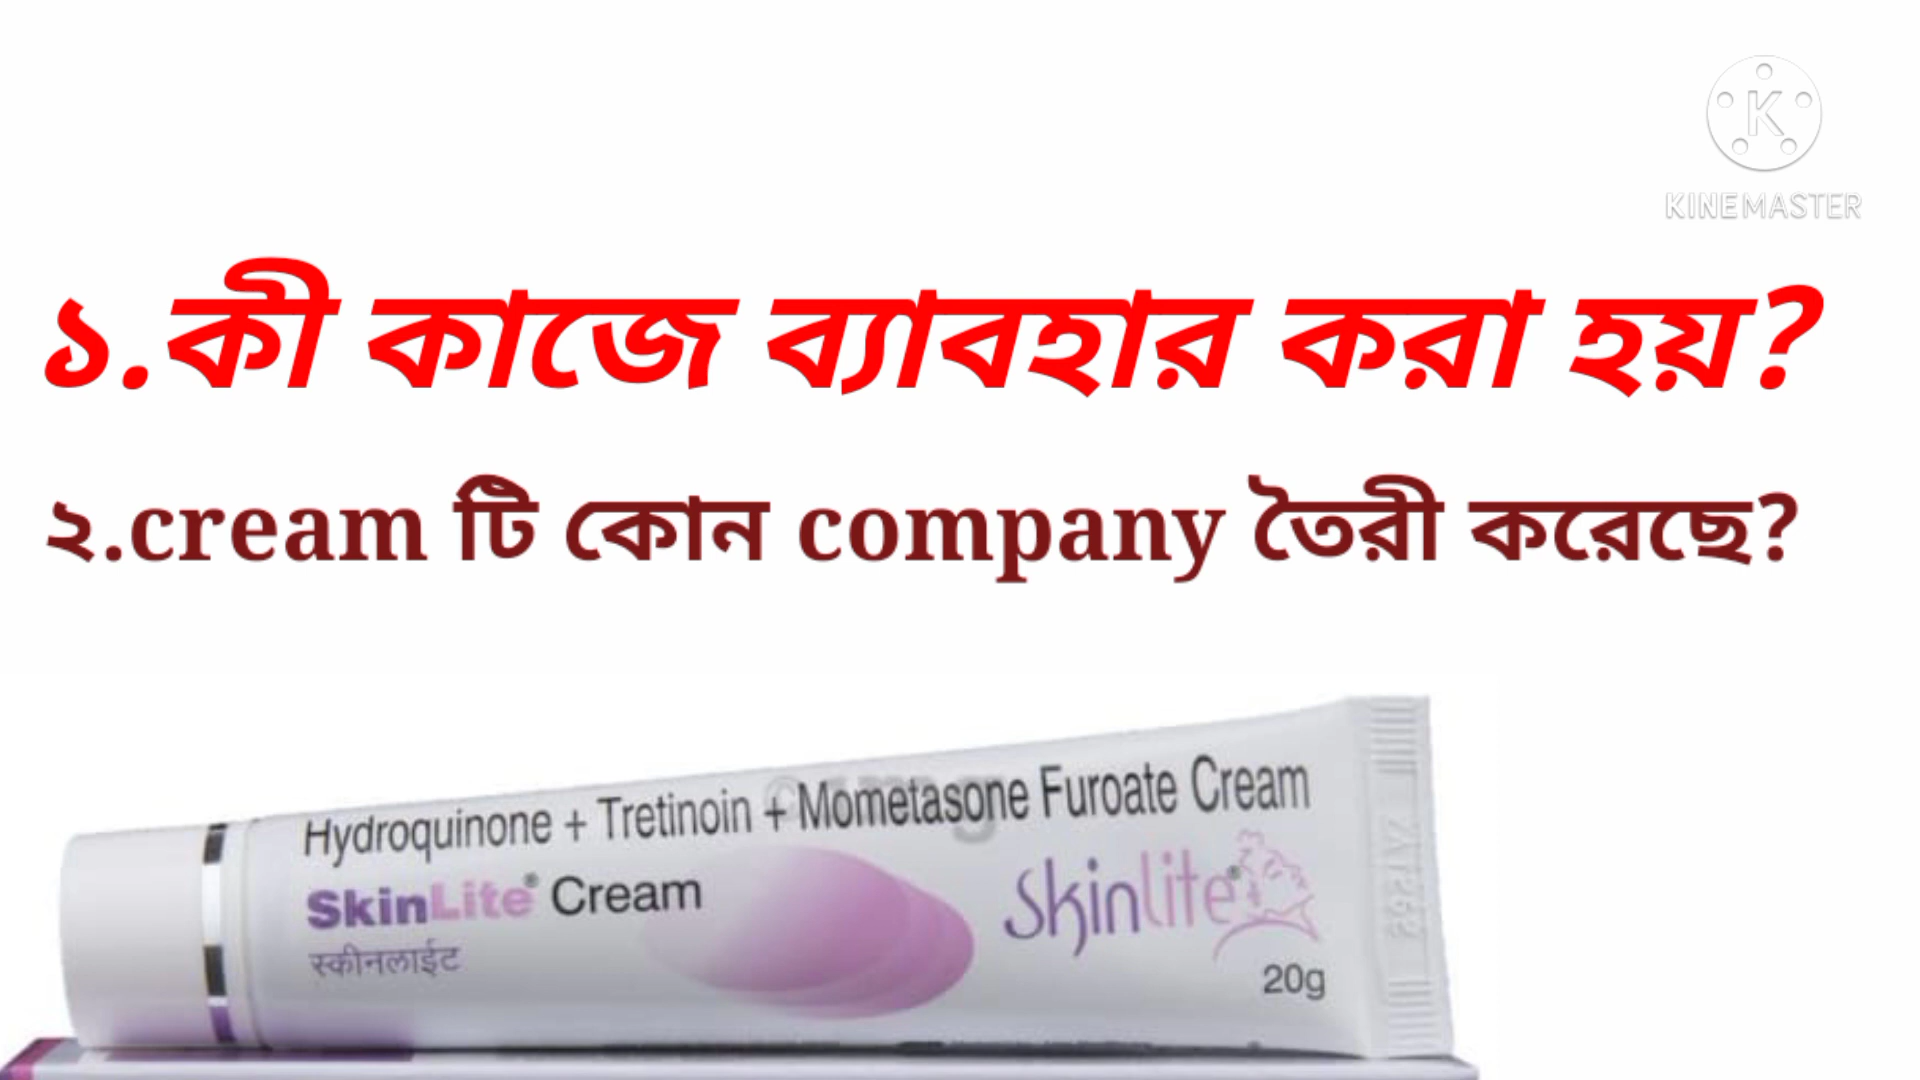 K
KINEMASTER
১.কী কাজে ব্যাবহার করা হয়?
২.cream টি কোন company তৈরী করেছে?
Hydroquinone + Tretinoin + Mometasone Furoate Cream
SkinLite® Cream
स्कीनलाईट
Skinlite®
20g